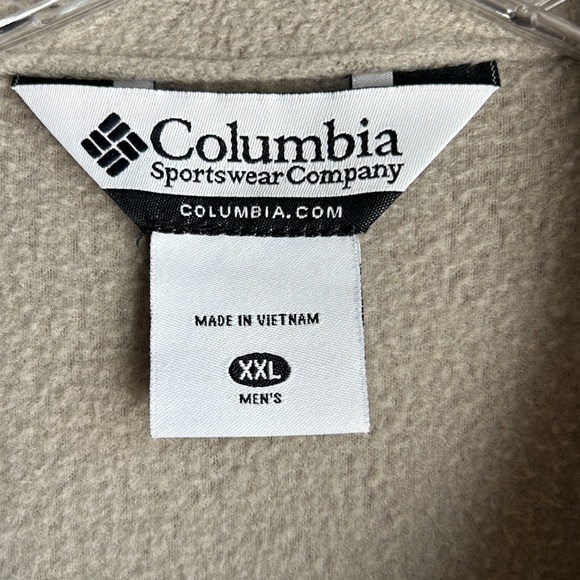 Columbia
Sportswear Company
COLUMBIA.COM
MADE IN VIETNAM
XXL
MEN'S